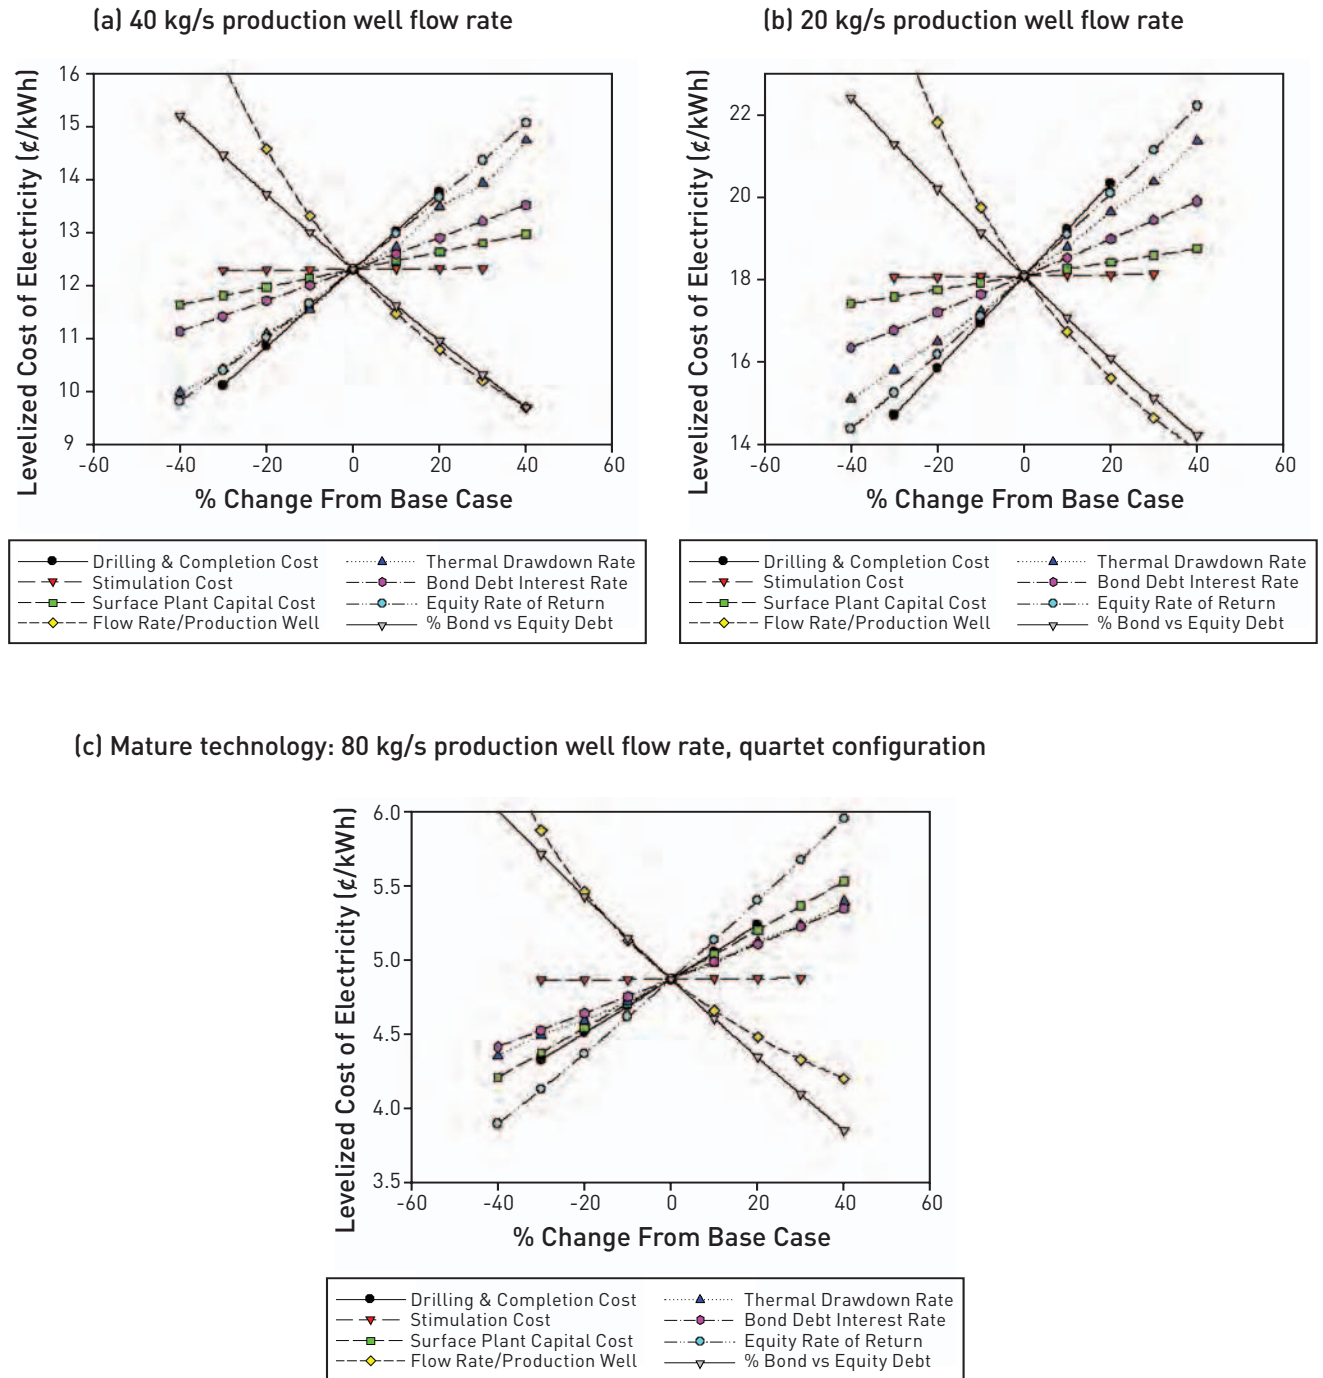 (a) 40 kg/s production well flow rate
Levelized Cost of Electricity (¢/kWh)
16
15
14
13
12
11
10
9
-60 -40 -20 0 20 40 60
% Change From Base Case
Drilling & Completion Cost
Stimulation Cost
Surface Plant Capital Cost
Flow Rate/Production Well
Thermal Drawdown Rate
Bond Debt Interest Rate
Equity Rate of Return
% Bond vs Equity Debt
(b) 20 kg/s production well flow rate
Levelized Cost of Electricity (¢/kWh)
22
20
18
16
14
-60 -40 -20 0 20 40 60
% Change From Base Case
Drilling & Completion Cost
Stimulation Cost
Surface Plant Capital Cost
Flow Rate/Production Well
Thermal Drawdown Rate
Bond Debt Interest Rate
Equity Rate of Return
% Bond vs Equity Debt
(c) Mature technology: 80 kg/s production well flow rate, quartet configuration
Levelized Cost of Electricity (¢/kWh)
6.0
5.5
5.0
4.5
4.0
3.5
-60 -40 -20 0 20 40 60
% Change From Base Case
Drilling & Completion Cost
Stimulation Cost
Surface Plant Capital Cost
Flow Rate/Production Well
Thermal Drawdown Rate
Bond Debt Interest Rate
Equity Rate of Return
% Bond vs Equity Debt